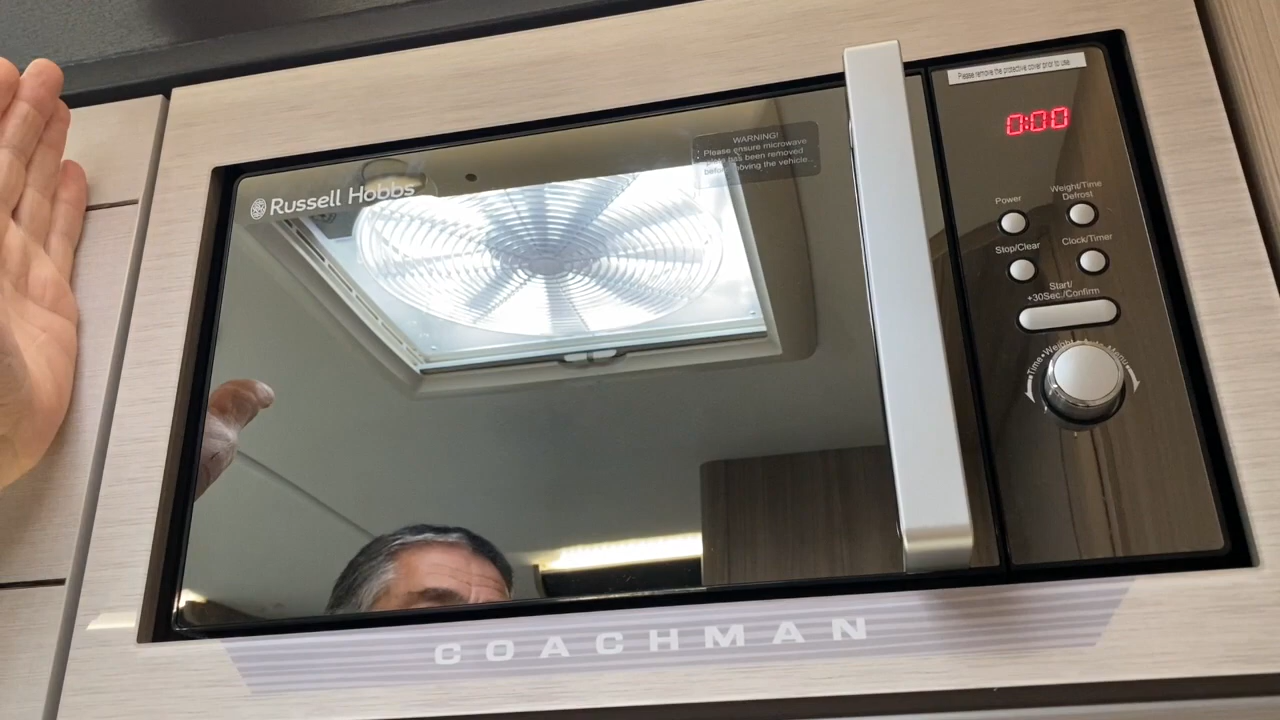 Please remove the protective cover prior to use.
0:00
WARNING!
Please ensure microwave
plate has been removed
before moving the vehicle.
Russell Hobbs
Power
Weight/Time
Defrost
Stop/Clear
Clock/Timer
Start/
+30Sec./Confirm
Time•Weight•Auto Menu
COACHMAN